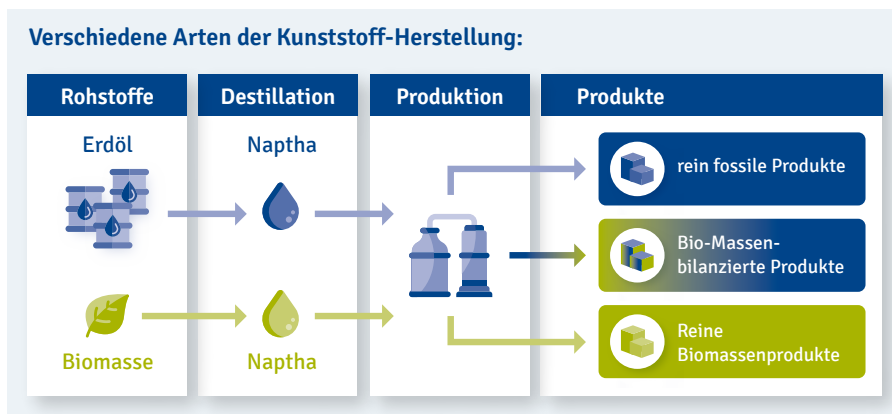 Verschiedene Arten der Kunststoff-Herstellung:
Rohstoffe
Destillation
Produktion
Produkte
Erdöl
Naptha
rein fossile Produkte
Bio-Massen-
bilanzierte Produkte
Biomasse
Naptha
Reine
Biomassenprodukte